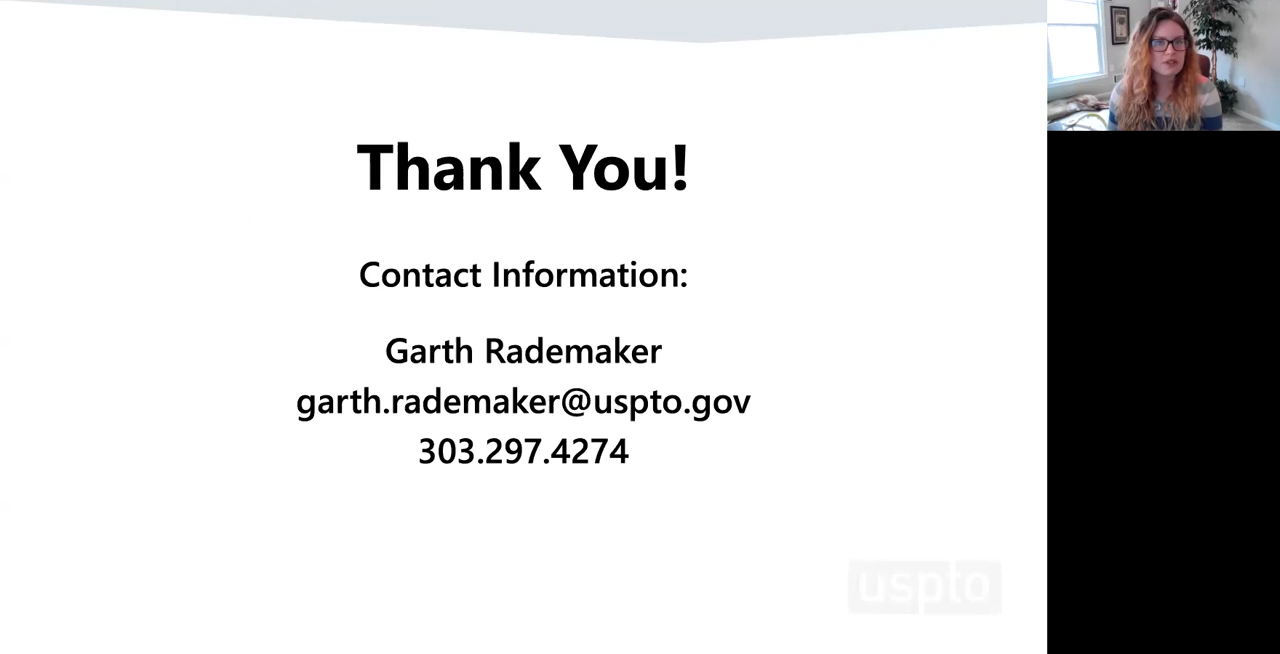 Thank You!
Contact Information:
Garth Rademaker
garth.rademaker@uspto.gov
303.297.4274
uspto